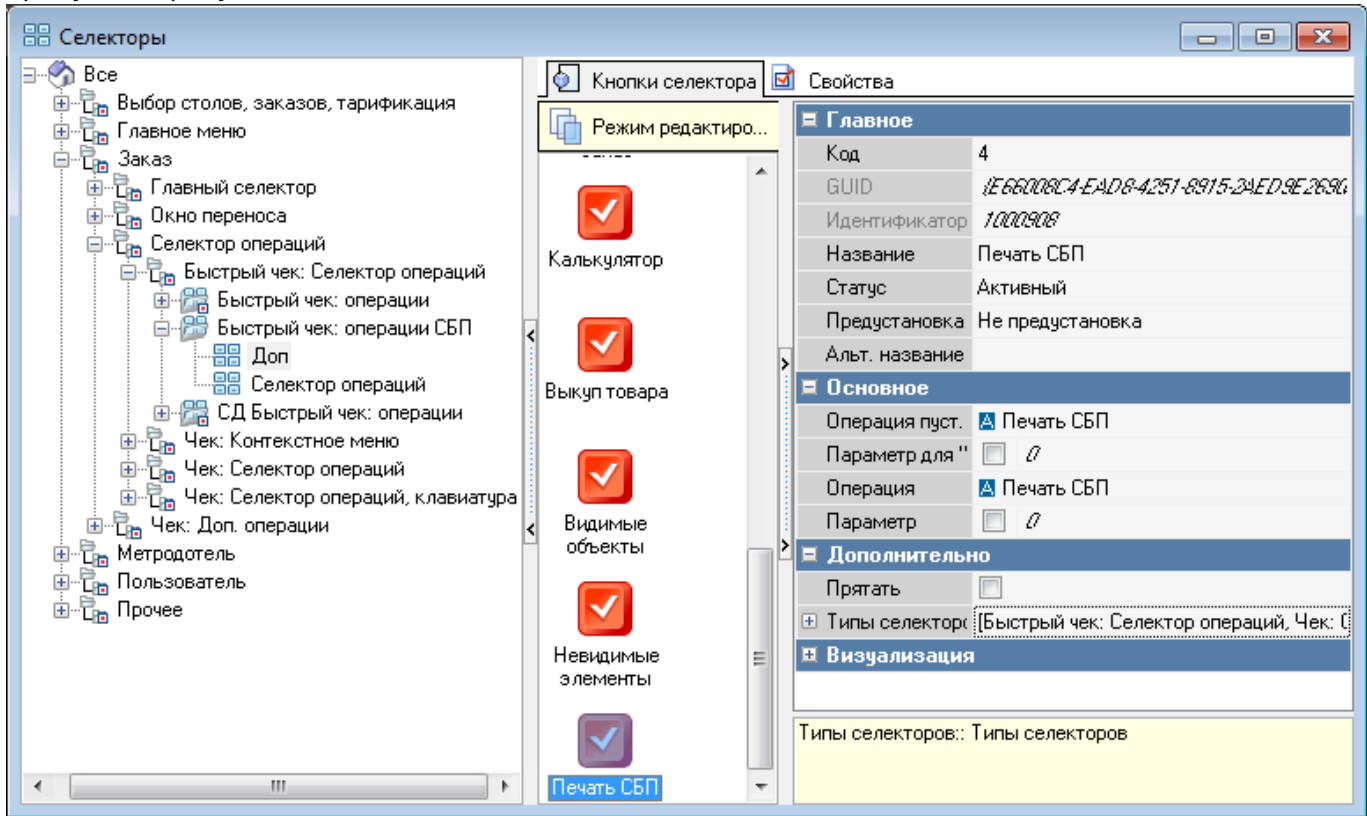 Селекторы
Все
Выбор столов, заказов, тарификация
Главное меню
Заказ
Главный селектор
Окно переноса
Селектор операций
Быстрый чек: Селектор операций
Быстрый чек: операции
Быстрый чек: операции СБП
Доп
Селектор операций
СД Быстрый чек: операции
Чек: Контекстное меню
Чек: Селектор операций
Чек: Селектор операций, клавиатура
Чек: Доп. операции
Метродотель
Пользователь
Прочее
Кнопки селектора
Свойства
Режим редактиро...
Калькулятор
Выкуп товара
Видимые
объекты
Невидимые
элементы
Печать СБП
Главное
Код 4
GUID
Идентификатор 1000908
Название Печать СБП
Статус Активный
Предустановка Не предустановка
Альт. название
Основное
Операция пуст. Печать СБП
Параметр для " 0
Операция Печать СБП
Параметр 0
Дополнительно
Прятать
Типы селекторо [Быстрый чек: Селектор операций, Чек:
Визуализация
Типы селекторов:: Типы селекторов